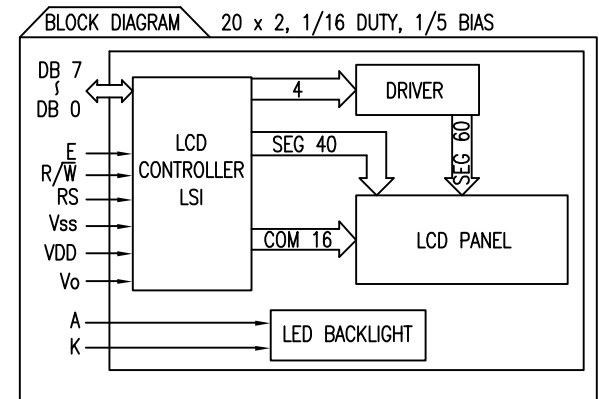 BLOCK DIAGRAM 20 x 2, 1/16 DUTY, 1/5 BIAS
DB 7
~
DB 0
E
R/W̅
RS
Vss
VDD
Vo
A
K
LCD
CONTROLLER
LSI
4
DRIVER
SEG 40
SEG 60
COM 16
LCD PANEL
LED BACKLIGHT